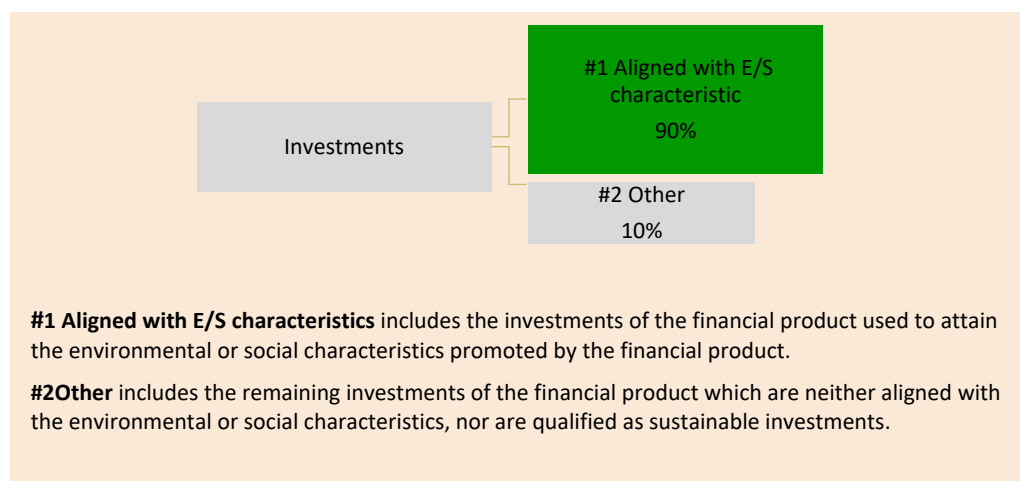 #1 Aligned with E/S
characteristic
90%
Investments
#2 Other
10%
#1 Aligned with E/S characteristics includes the investments of the financial product used to attain
the environmental or social characteristics promoted by the financial product.
#2Other includes the remaining investments of the financial product which are neither aligned with
the environmental or social characteristics, nor are qualified as sustainable investments.